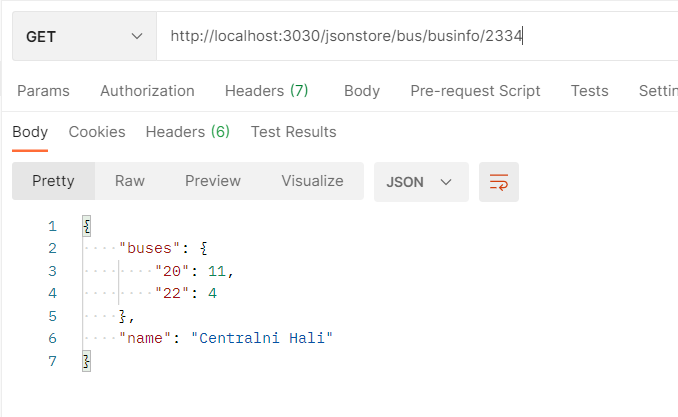 GET http://localhost:3030/jsonstore/bus/businfo/2334
Params Authorization Headers (7) Body Pre-request Script Tests Settin
Body Cookies Headers (6) Test Results
Pretty Raw Preview Visualize JSON
1 {
2 "buses": {
3 "20": 11,
4 "22": 4
5 },
6 "name": "Centralni Hali"
7 }